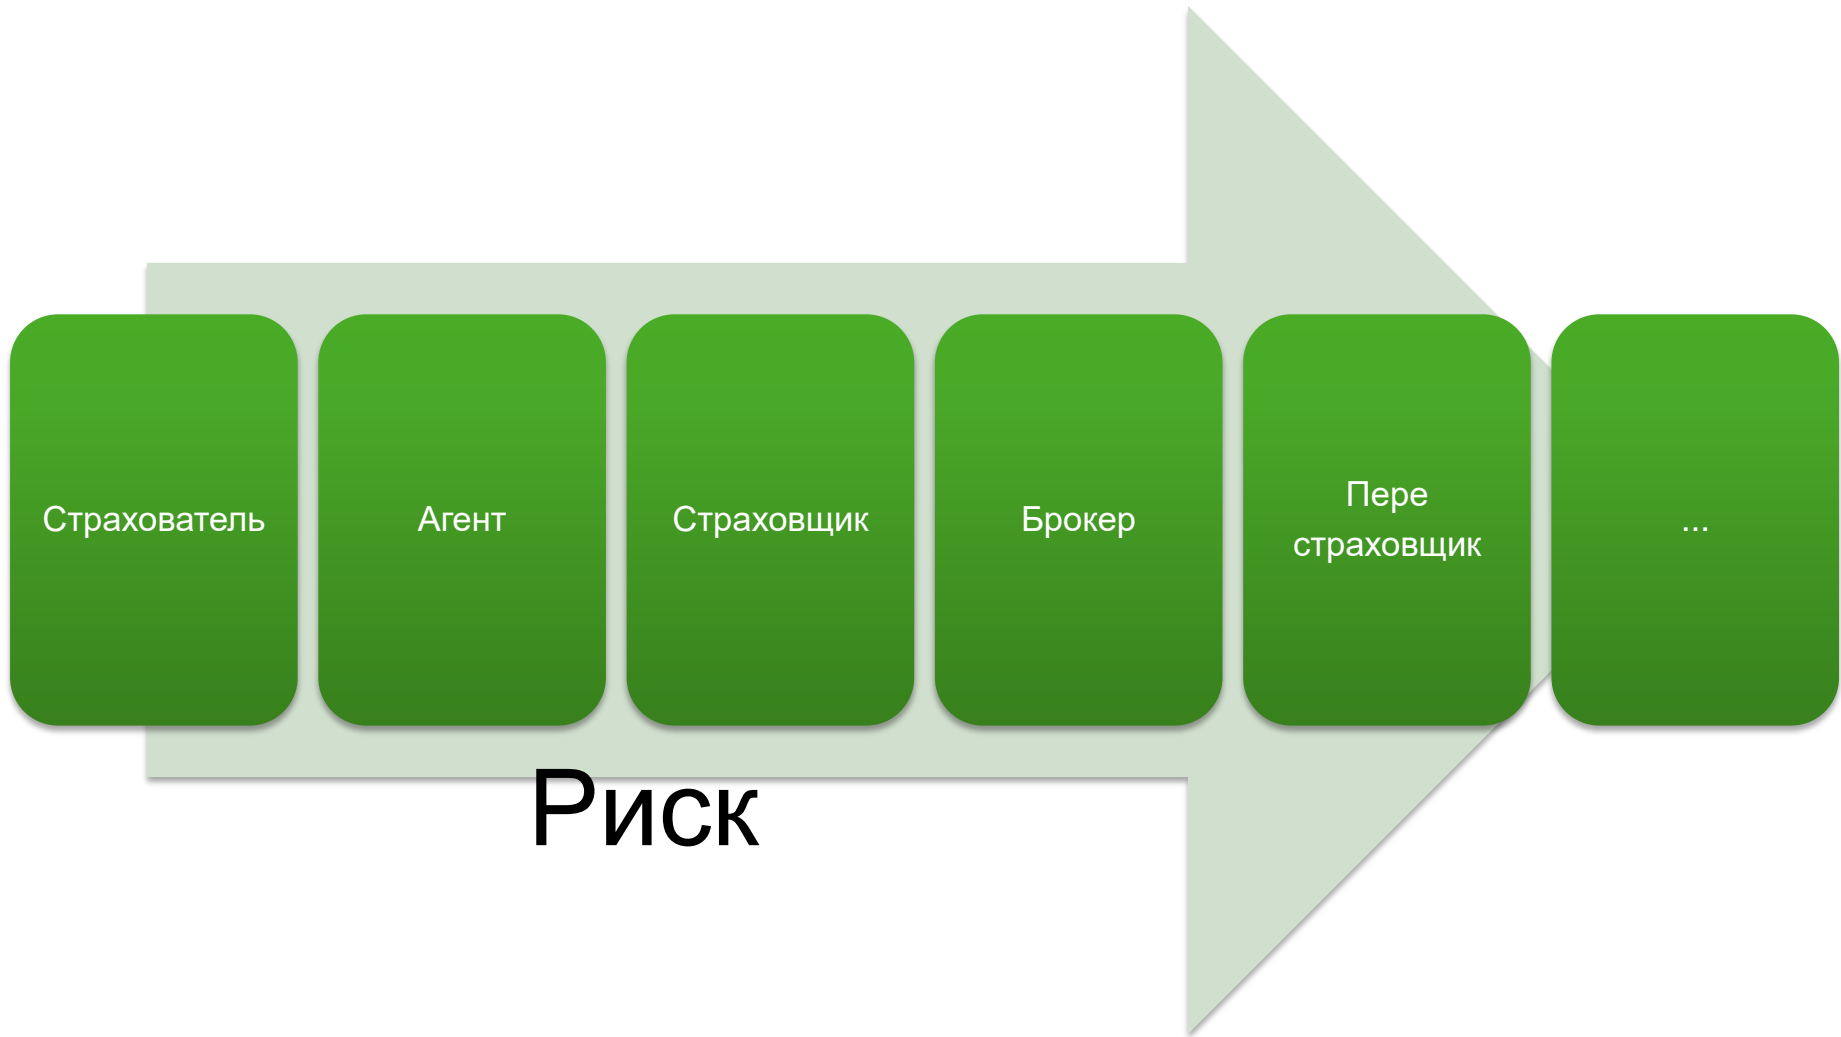 Страхователь
Агент
Страховщик
Брокер
Пере
страховщик
...
Риск